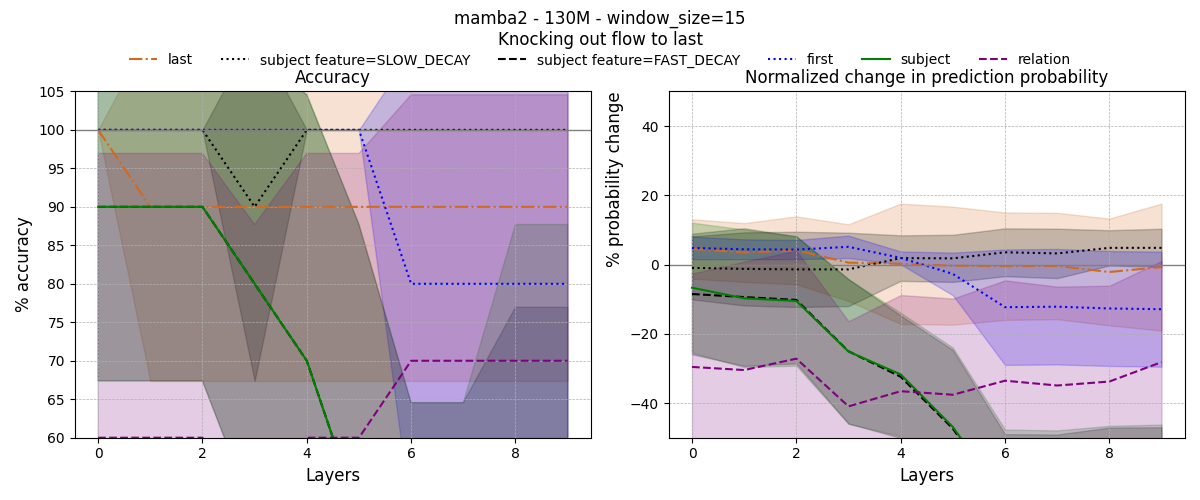 mamba2 - 130M - window_size=15
Knocking out flow to last
last
subject feature=SLOW_DECAY
subject feature=FAST_DECAY
first
subject
relation
Accuracy
% accuracy
105
100
95
90
85
80
75
70
65
60
0
2
4
6
8
Layers
Normalized change in prediction probability
% probability change
40
20
0
−20
−40
0
2
4
6
8
Layers